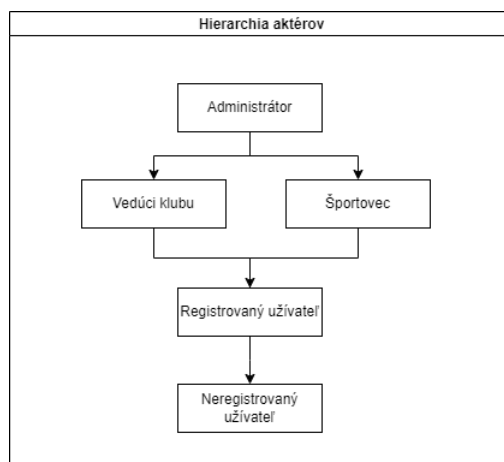 Hierarchia aktérov
Administrátor
Vedúci klubu
Športovec
Registrovaný užívateľ
Neregistrovaný
užívateľ